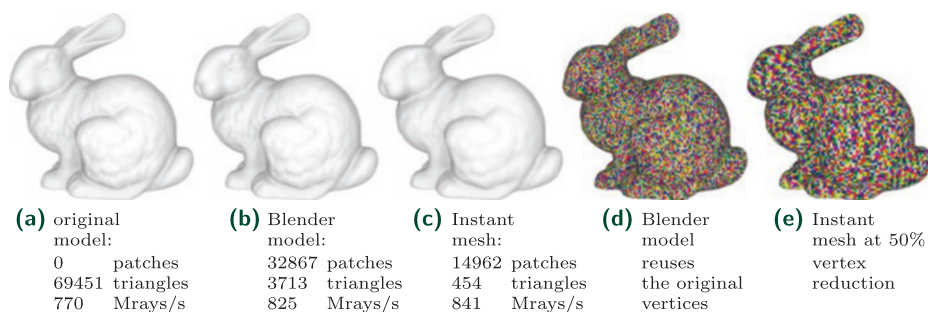 (a) original
model:
0 patches
69451 triangles
770 Mrays/s
(b) Blender
model:
32867 patches
3713 triangles
825 Mrays/s
(c) Instant
mesh:
14962 patches
454 triangles
841 Mrays/s
(d) Blender
model
reuses
the original
vertices
(e) Instant
mesh at 50%
vertex
reduction